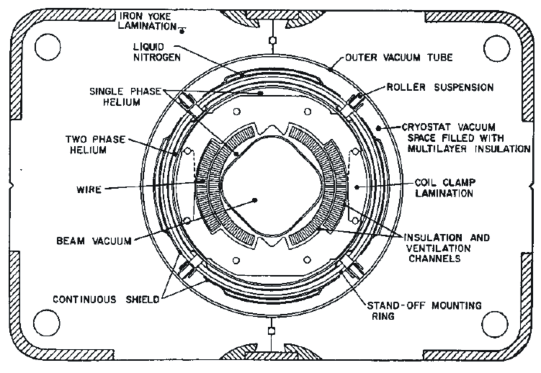 IRON YOKE
LAMINATION
LIQUID
NITROGEN
SINGLE PHASE
HELIUM
TWO PHASE
HELIUM
WIRE
BEAM VACUUM
CONTINUOUS SHIELD
OUTER VACUUM TUBE
ROLLER SUSPENSION
CRYOSTAT VACUUM
SPACE FILLED WITH
MULTILAYER INSULATION
COIL CLAMP
LAMINATION
INSULATION AND
VENTILATION
CHANNELS
STAND-OFF MOUNTING
RING